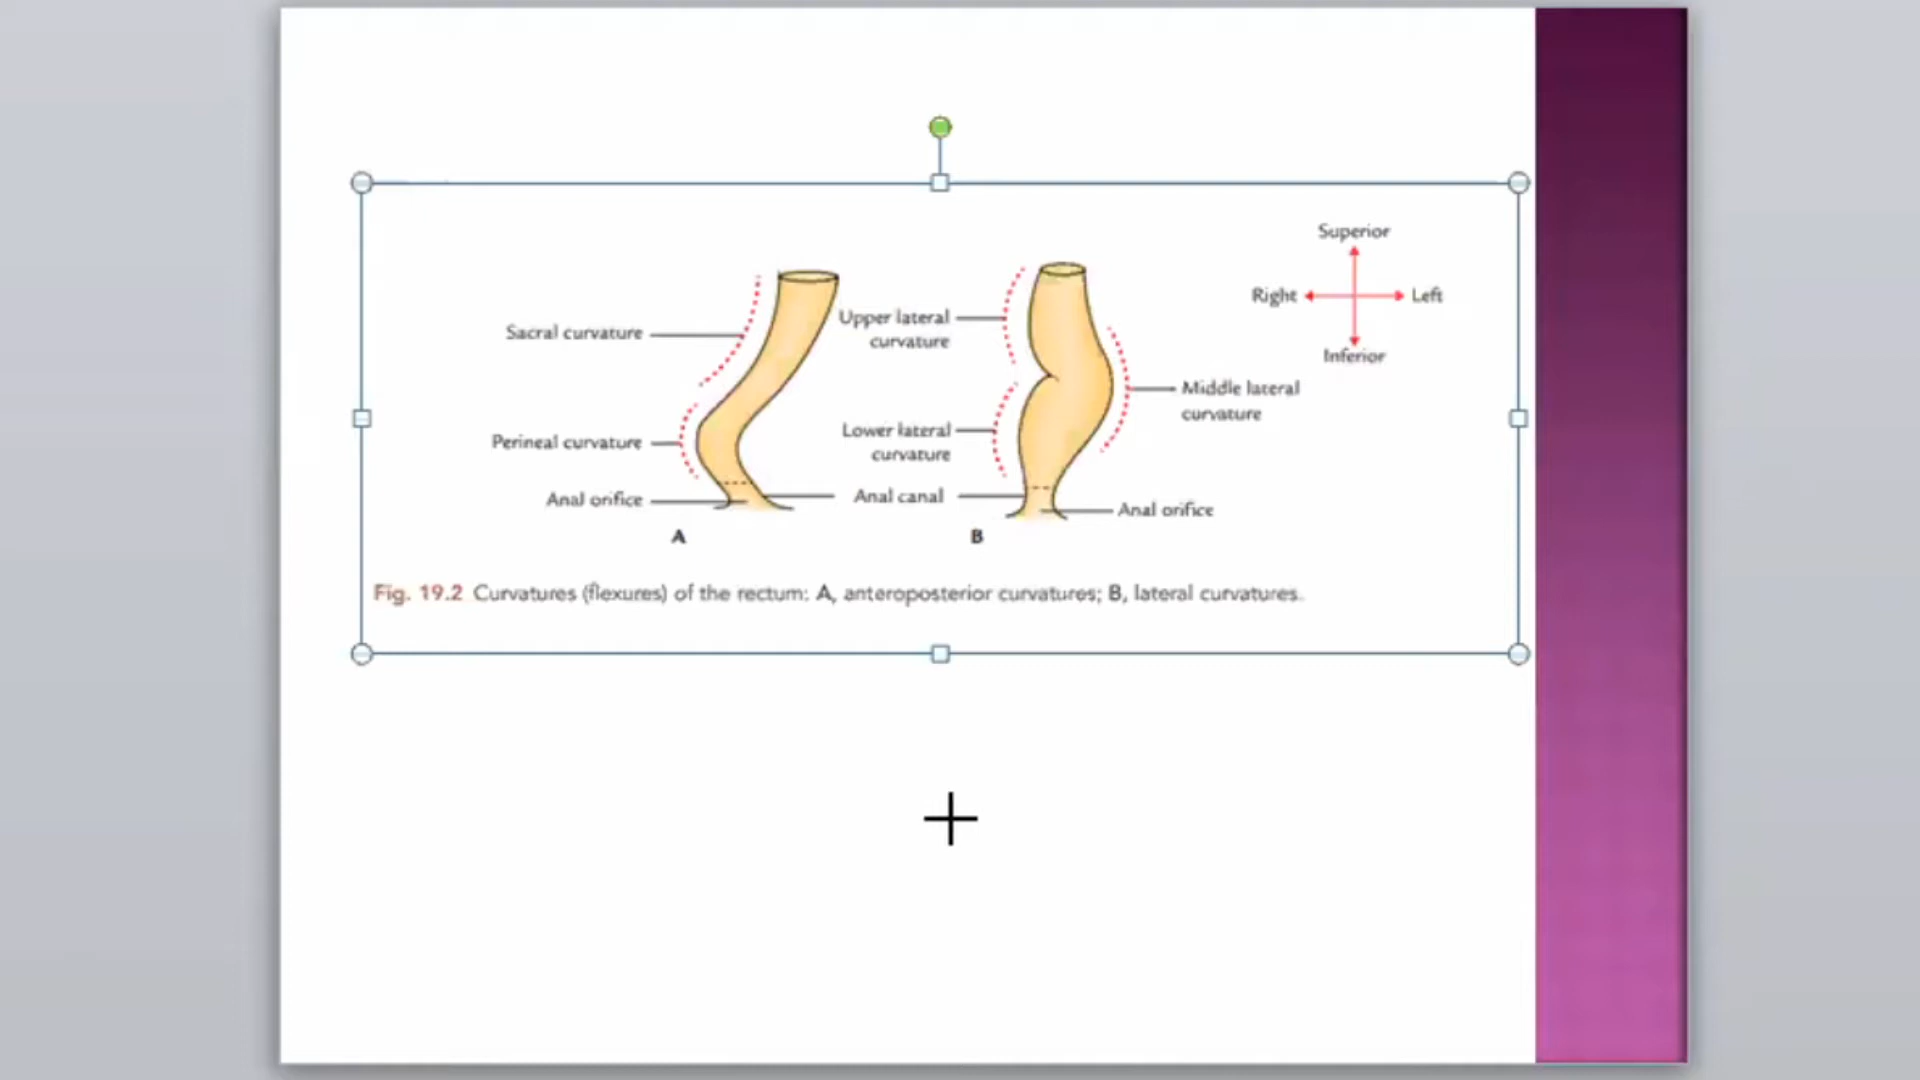 Superior
Right
Left
Inferior
Sacral curvature
Upper lateral
curvature
Middle lateral
curvature
Perineal curvature
Lower lateral
curvature
Anal orifice
Anal canal
Anal orifice
A
B
Fig. 19.2 Curvatures (flexures) of the rectum: A, anteroposterior curvatures; B, lateral curvatures.